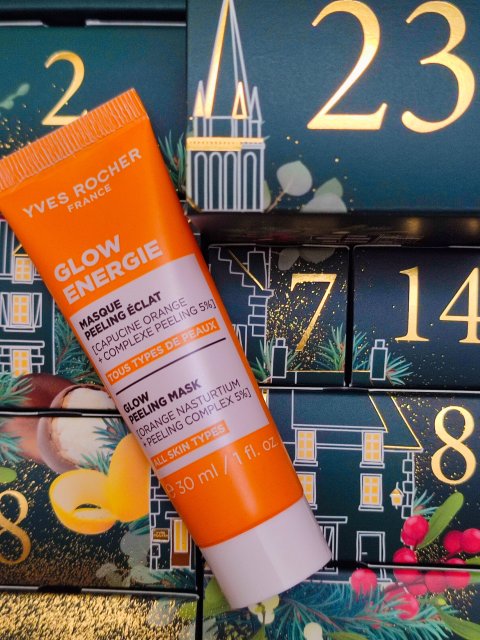 2
23
YVES ROCHER
FRANCE
GLOW
ENERGIE
MASQUE
PEELING ÉCLAT
[CAPUCINE ORANGE
+ COMPLEXE PEELING 5%]
TOUS TYPES DE PEAUX
GLOW
PEELING MASK
[ORANGE NASTURTIUM
+ PEELING COMPLEX 5%]
ALL SKIN TYPES
℮ 30 ml / 1 fl. oz
7
14
8
8